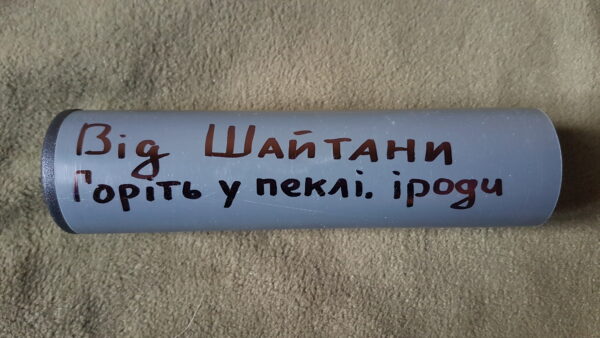 Від ШАЙТАНИ
Горіть у пеклі. іроди